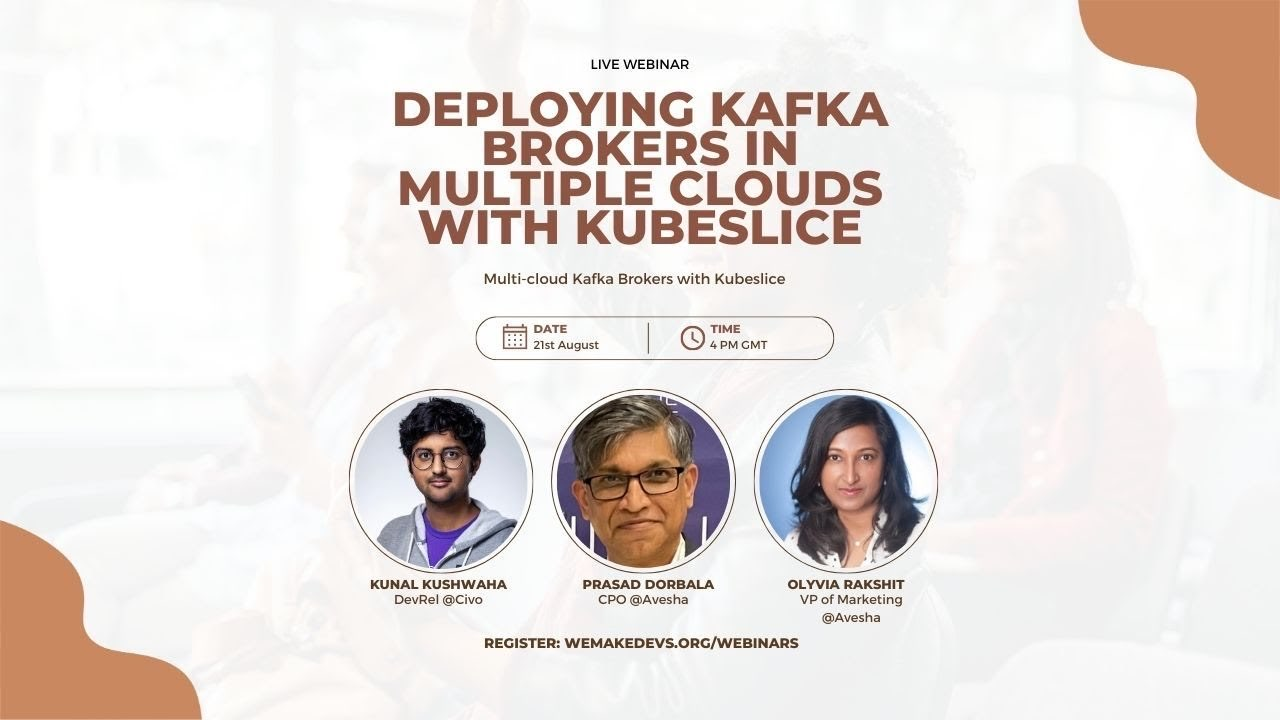 LIVE WEBINAR
DEPLOYING KAFKA
BROKERS IN
MULTIPLE CLOUDS
WITH KUBESLICE
Multi-cloud Kafka Brokers with Kubeslice
DATE
21st August
TIME
4 PM GMT
KUNAL KUSHWAHA
DevRel @Civo
PRASAD DORBALA
CPO @Avesha
OLYVIA RAKSHIT
VP of Marketing
@Avesha
REGISTER: WEMAKEDEVS.ORG/WEBINARS